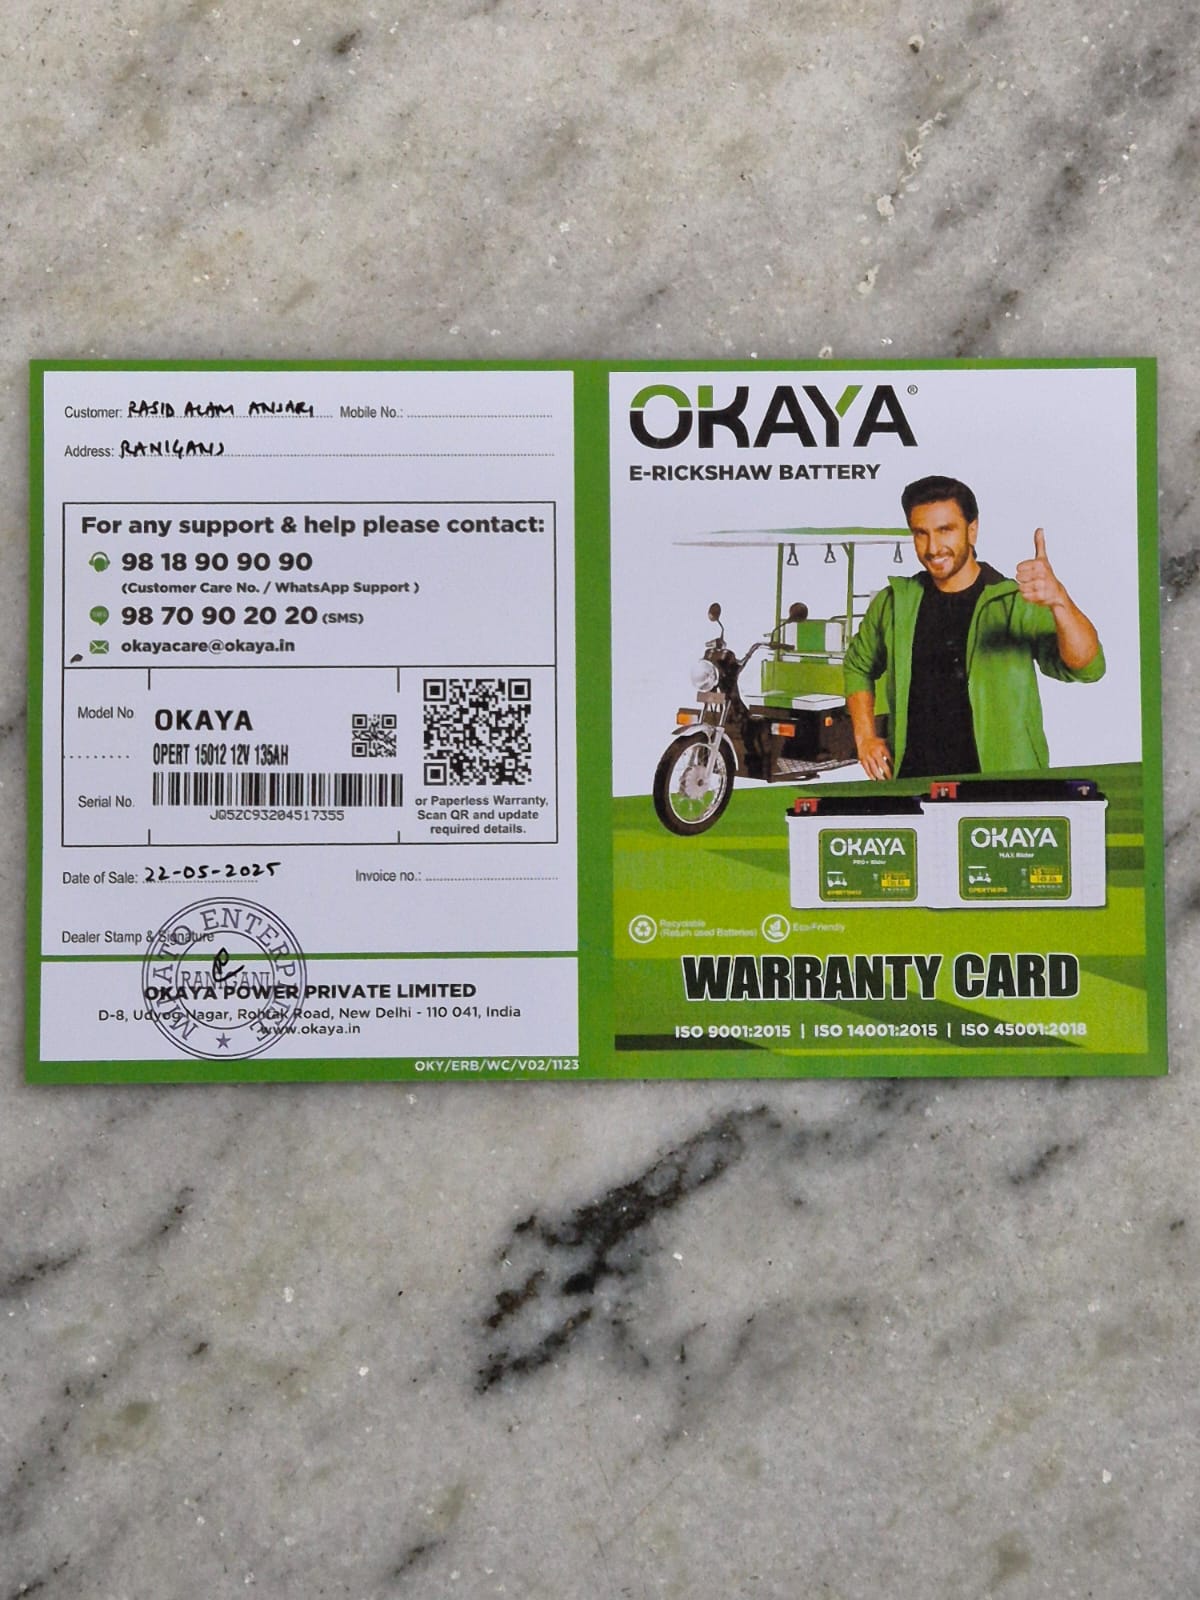 Customer: RASID ALAM ANSARI Mobile No.:
Address: RANIGANJ
For any support & help please contact:
98 18 90 90 90
(Customer Care No. / WhatsApp Support )
98 70 90 20 20 (SMS)
okayacare@okaya.in
Model No OKAYA
OPERT 15012 12V 135AH
Serial No.
JQ5ZC93204517355
or Paperless Warranty,
Scan QR and update
required details.
Date of Sale: 22-05-2025 Invoice no.:
Dealer Stamp & Signature
MAATO ENTERPRISE
RANIGANJ
OKAYA POWER PRIVATE LIMITED
D-8, Udyog Nagar, Rohtak Road, New Delhi - 110 041, India
www.okaya.in
OKY/ERB/WC/V02/1123
OKAYA®
E-RICKSHAW BATTERY
OKAYA
PRO+ Rider
OKAYA
MAX Rider
Recyclable
(Return used Batteries)
Eco-Friendly
WARRANTY CARD
ISO 9001:2015 | ISO 14001:2015 | ISO 45001:2018